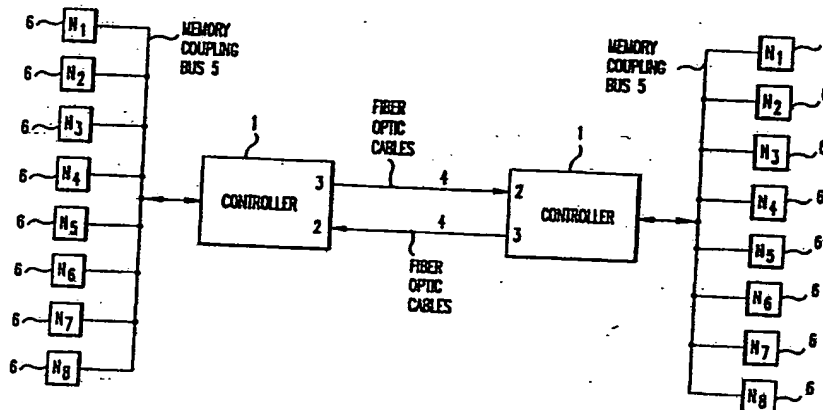 6 N1
MEMORY
COUPLING
BUS 5
6 N2
6 N3
6 N4
6 N5
6 N6
6 N7
6 N8
1
CONTROLLER
3
2
FIBER
OPTIC
CABLES
4
4
FIBER
OPTIC
CABLES
1
2
CONTROLLER
3
MEMORY
COUPLING
BUS 5
N1
N2 6
N3 6
N4 6
N5 6
N6 6
N7 6
N8 6